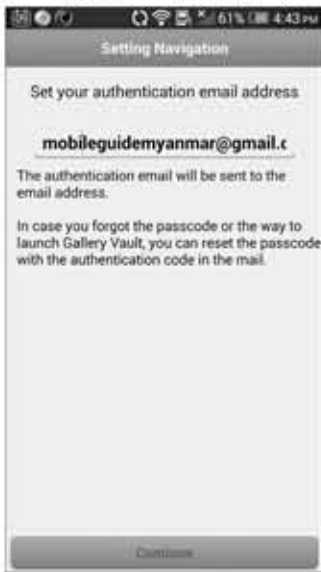 61% 4:43 PM
Setting Navigation
Set your authentication email address
mobileguidemyanmar@gmail.c
The authentication email will be sent to the
email address.
In case you forgot the passcode or the way to
launch Gallery Vault, you can reset the passcode
with the authentication code in the mail.
Continue